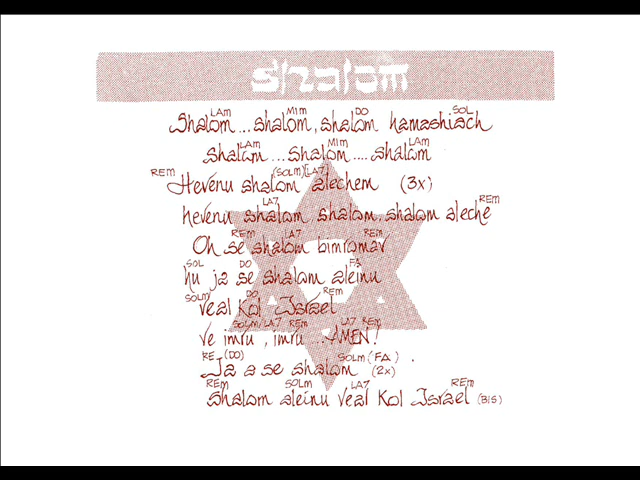 shalom
LAm MIm DO SOL
Shalom...shalom, shalom hamashiach
LAm MIm LAm
shalam...shalom....shalam
REM (SOLm)(LA7)
Hevenu shalom alechem (3x)
LA7 REM
hevenu shalom, shalom, shalom aleche
REM LA7 REM
Oh se shalom bimromav
SOL DO FA
hu ja se shalom aleinu
SOLM DO REM
veal Kol Israel
SOLM/LA7 REM LA7 REM
ve imru, imru ...AMEN!
RE (DO) SOLM (FA)
Ja a se shalom (2x)
REM SOLM LA7 REM
Shalom aleinu veal Kol Israel (BIS)